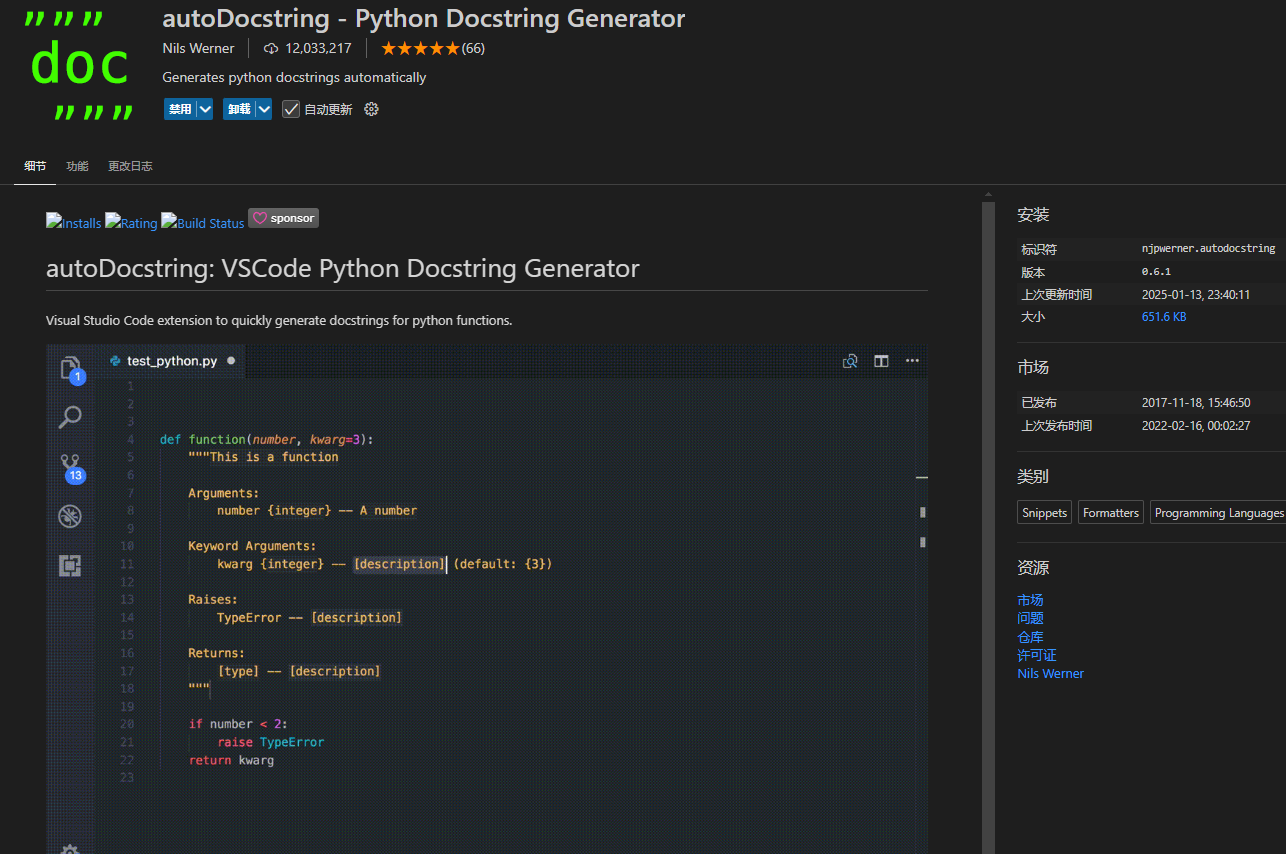 """
doc
"""
autoDocstring - Python Docstring Generator
Nils Werner 12,033,217 ★★★★★(66)
Generates python docstrings automatically
禁用 卸载 自动更新
细节 功能 更改日志
Installs Rating Build Status sponsor
autoDocstring: VSCode Python Docstring Generator
Visual Studio Code extension to quickly generate docstrings for python functions.
test_python.py
1
1
2
3
4 def function(number, kwarg=3):
5 """This is a function
6
13
7 Arguments:
8 number {integer} -- A number
9
10 Keyword Arguments:
11 kwarg {integer} -- [description] (default: {3})
12
13 Raises:
14 TypeError -- [description]
15
16 Returns:
17 [type] -- [description]
18 """
19
20 if number < 2:
21 raise TypeError
22 return kwarg
23
安装
标识符 njpwerner.autodocstring
版本 0.6.1
上次更新时间 2025-01-13, 23:40:11
大小 651.6 KB
市场
已发布 2017-11-18, 15:46:50
上次发布时间 2022-02-16, 00:02:27
类别
Snippets Formatters Programming Languages
资源
市场
问题
仓库
许可证
Nils Werner